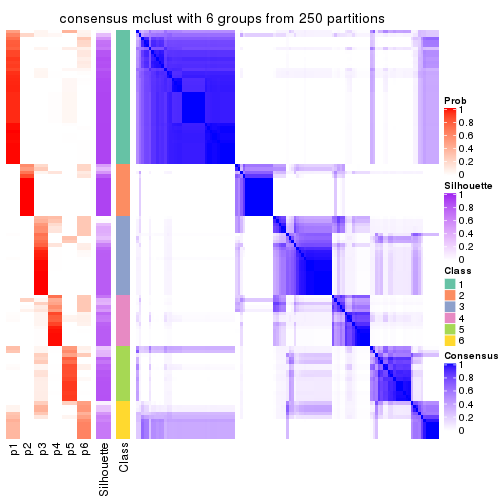 consensus mclust with 6 groups from 250 partitions
Prob
1
0.8
0.6
0.4
0.2
0
Silhouette
1
0.8
0.6
0.4
0.2
0
Class
1
2
3
4
5
6
Consensus
1
0.8
0.6
0.4
0.2
0
p1
p2
p3
p4
p5
p6
Silhouette
Class